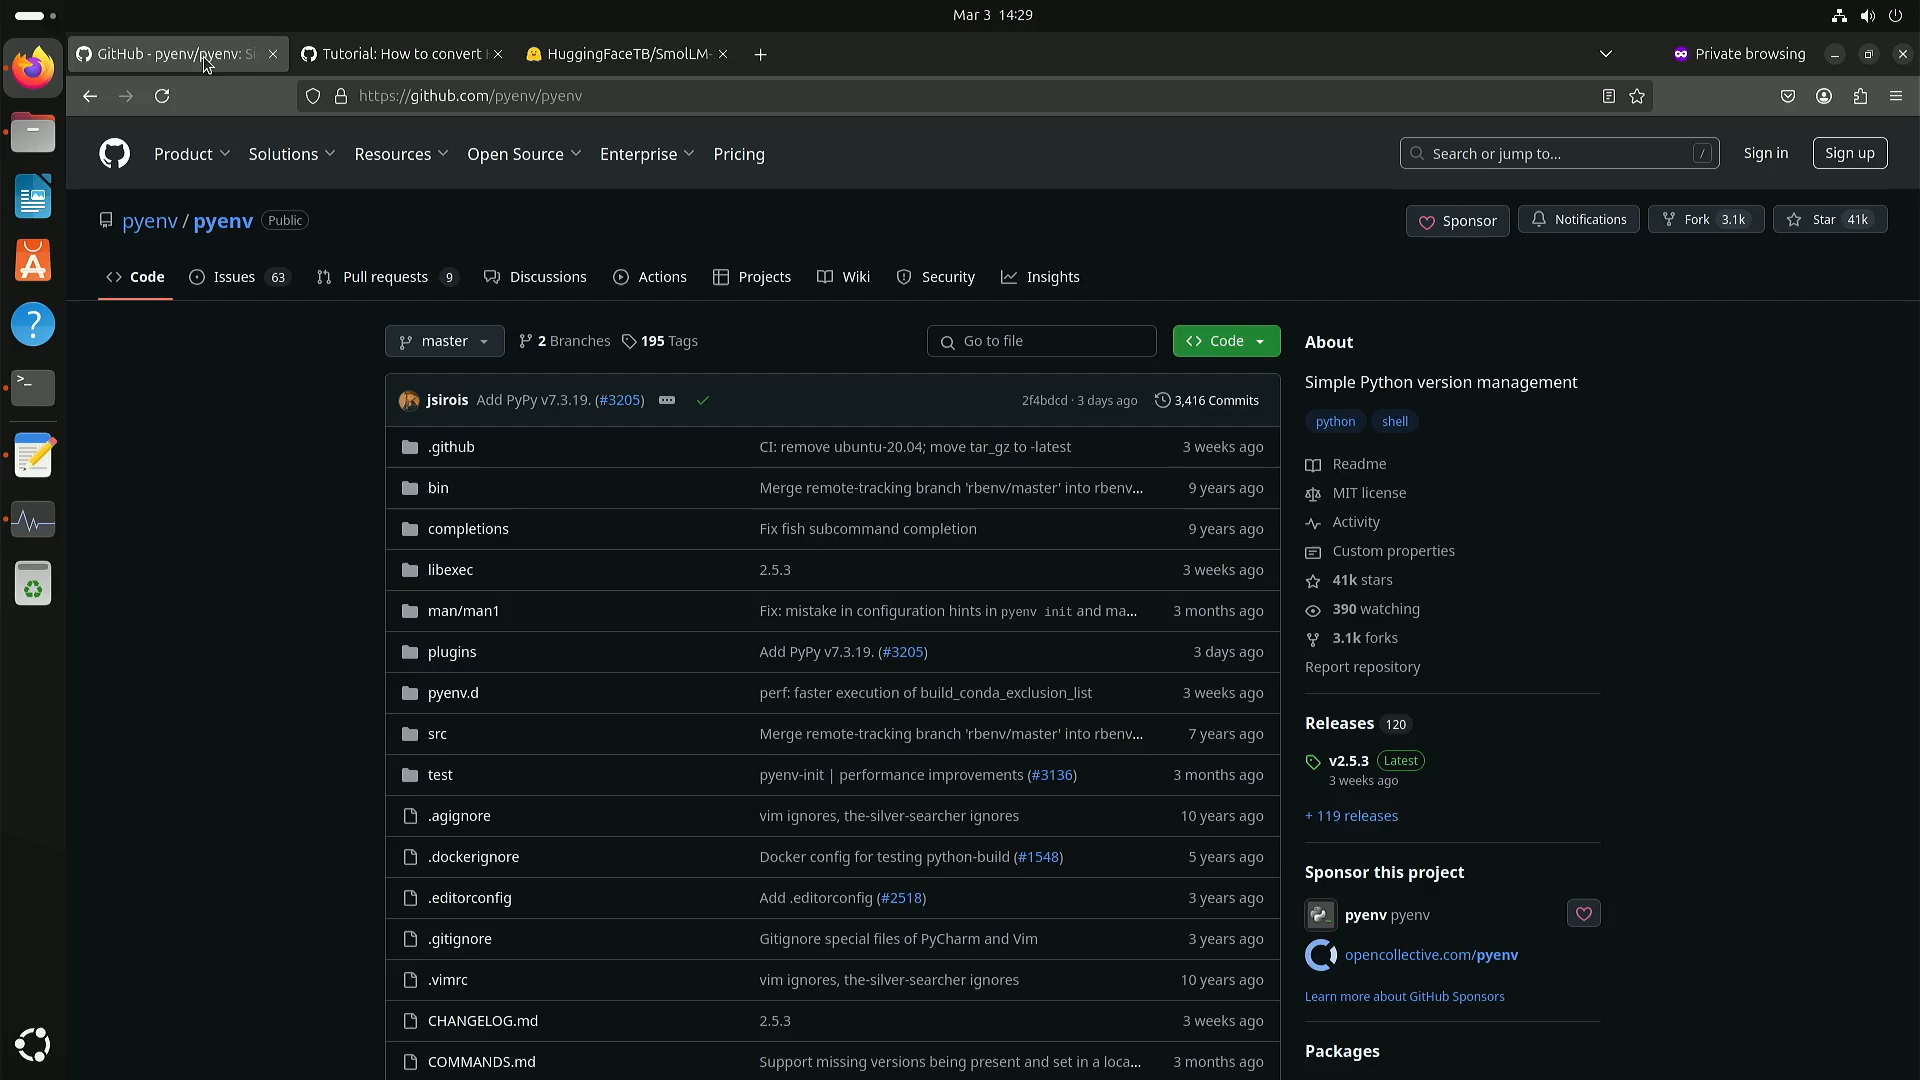 Mar 3 14:29
GitHub - pyenv/pyenv: Si
Tutorial: How to convert H
HuggingFaceTB/SmolLM-
Private browsing
https://github.com/pyenv/pyenv
Product Solutions Resources Open Source Enterprise Pricing
Search or jump to... /
Sign in
Sign up
pyenv / pyenv Public
Sponsor Notifications Fork 3.1k Star 41k
Code Issues 63 Pull requests 9 Discussions Actions Projects Wiki Security Insights
master 2 Branches 195 Tags Go to file Code
jsirois Add PyPy v7.3.19. (#3205) 2f4bdcd · 3 days ago 3,416 Commits
.github CI: remove ubuntu-20.04; move tar_gz to -latest 3 weeks ago
bin Merge remote-tracking branch 'rbenv/master' into rbenv... 9 years ago
completions Fix fish subcommand completion 9 years ago
libexec 2.5.3 3 weeks ago
man/man1 Fix: mistake in configuration hints in pyenv init and ma... 3 months ago
plugins Add PyPy v7.3.19. (#3205) 3 days ago
pyenv.d perf: faster execution of build_conda_exclusion_list 3 weeks ago
src Merge remote-tracking branch 'rbenv/master' into rbenv... 7 years ago
test pyenv-init | performance improvements (#3136) 3 months ago
.agignore vim ignores, the-silver-searcher ignores 10 years ago
.dockerignore Docker config for testing python-build (#1548) 5 years ago
.editorconfig Add .editorconfig (#2518) 3 years ago
.gitignore Gitignore special files of PyCharm and Vim 3 years ago
.vimrc vim ignores, the-silver-searcher ignores 10 years ago
CHANGELOG.md 2.5.3 3 weeks ago
COMMANDS.md Support missing versions being present and set in a loca... 3 months ago
About
Simple Python version management
python shell
Readme
MIT license
Activity
Custom properties
41k stars
390 watching
3.1k forks
Report repository
Releases 120
v2.5.3 Latest
3 weeks ago
+ 119 releases
Sponsor this project
pyenv pyenv
opencollective.com/pyenv
Learn more about GitHub Sponsors
Packages